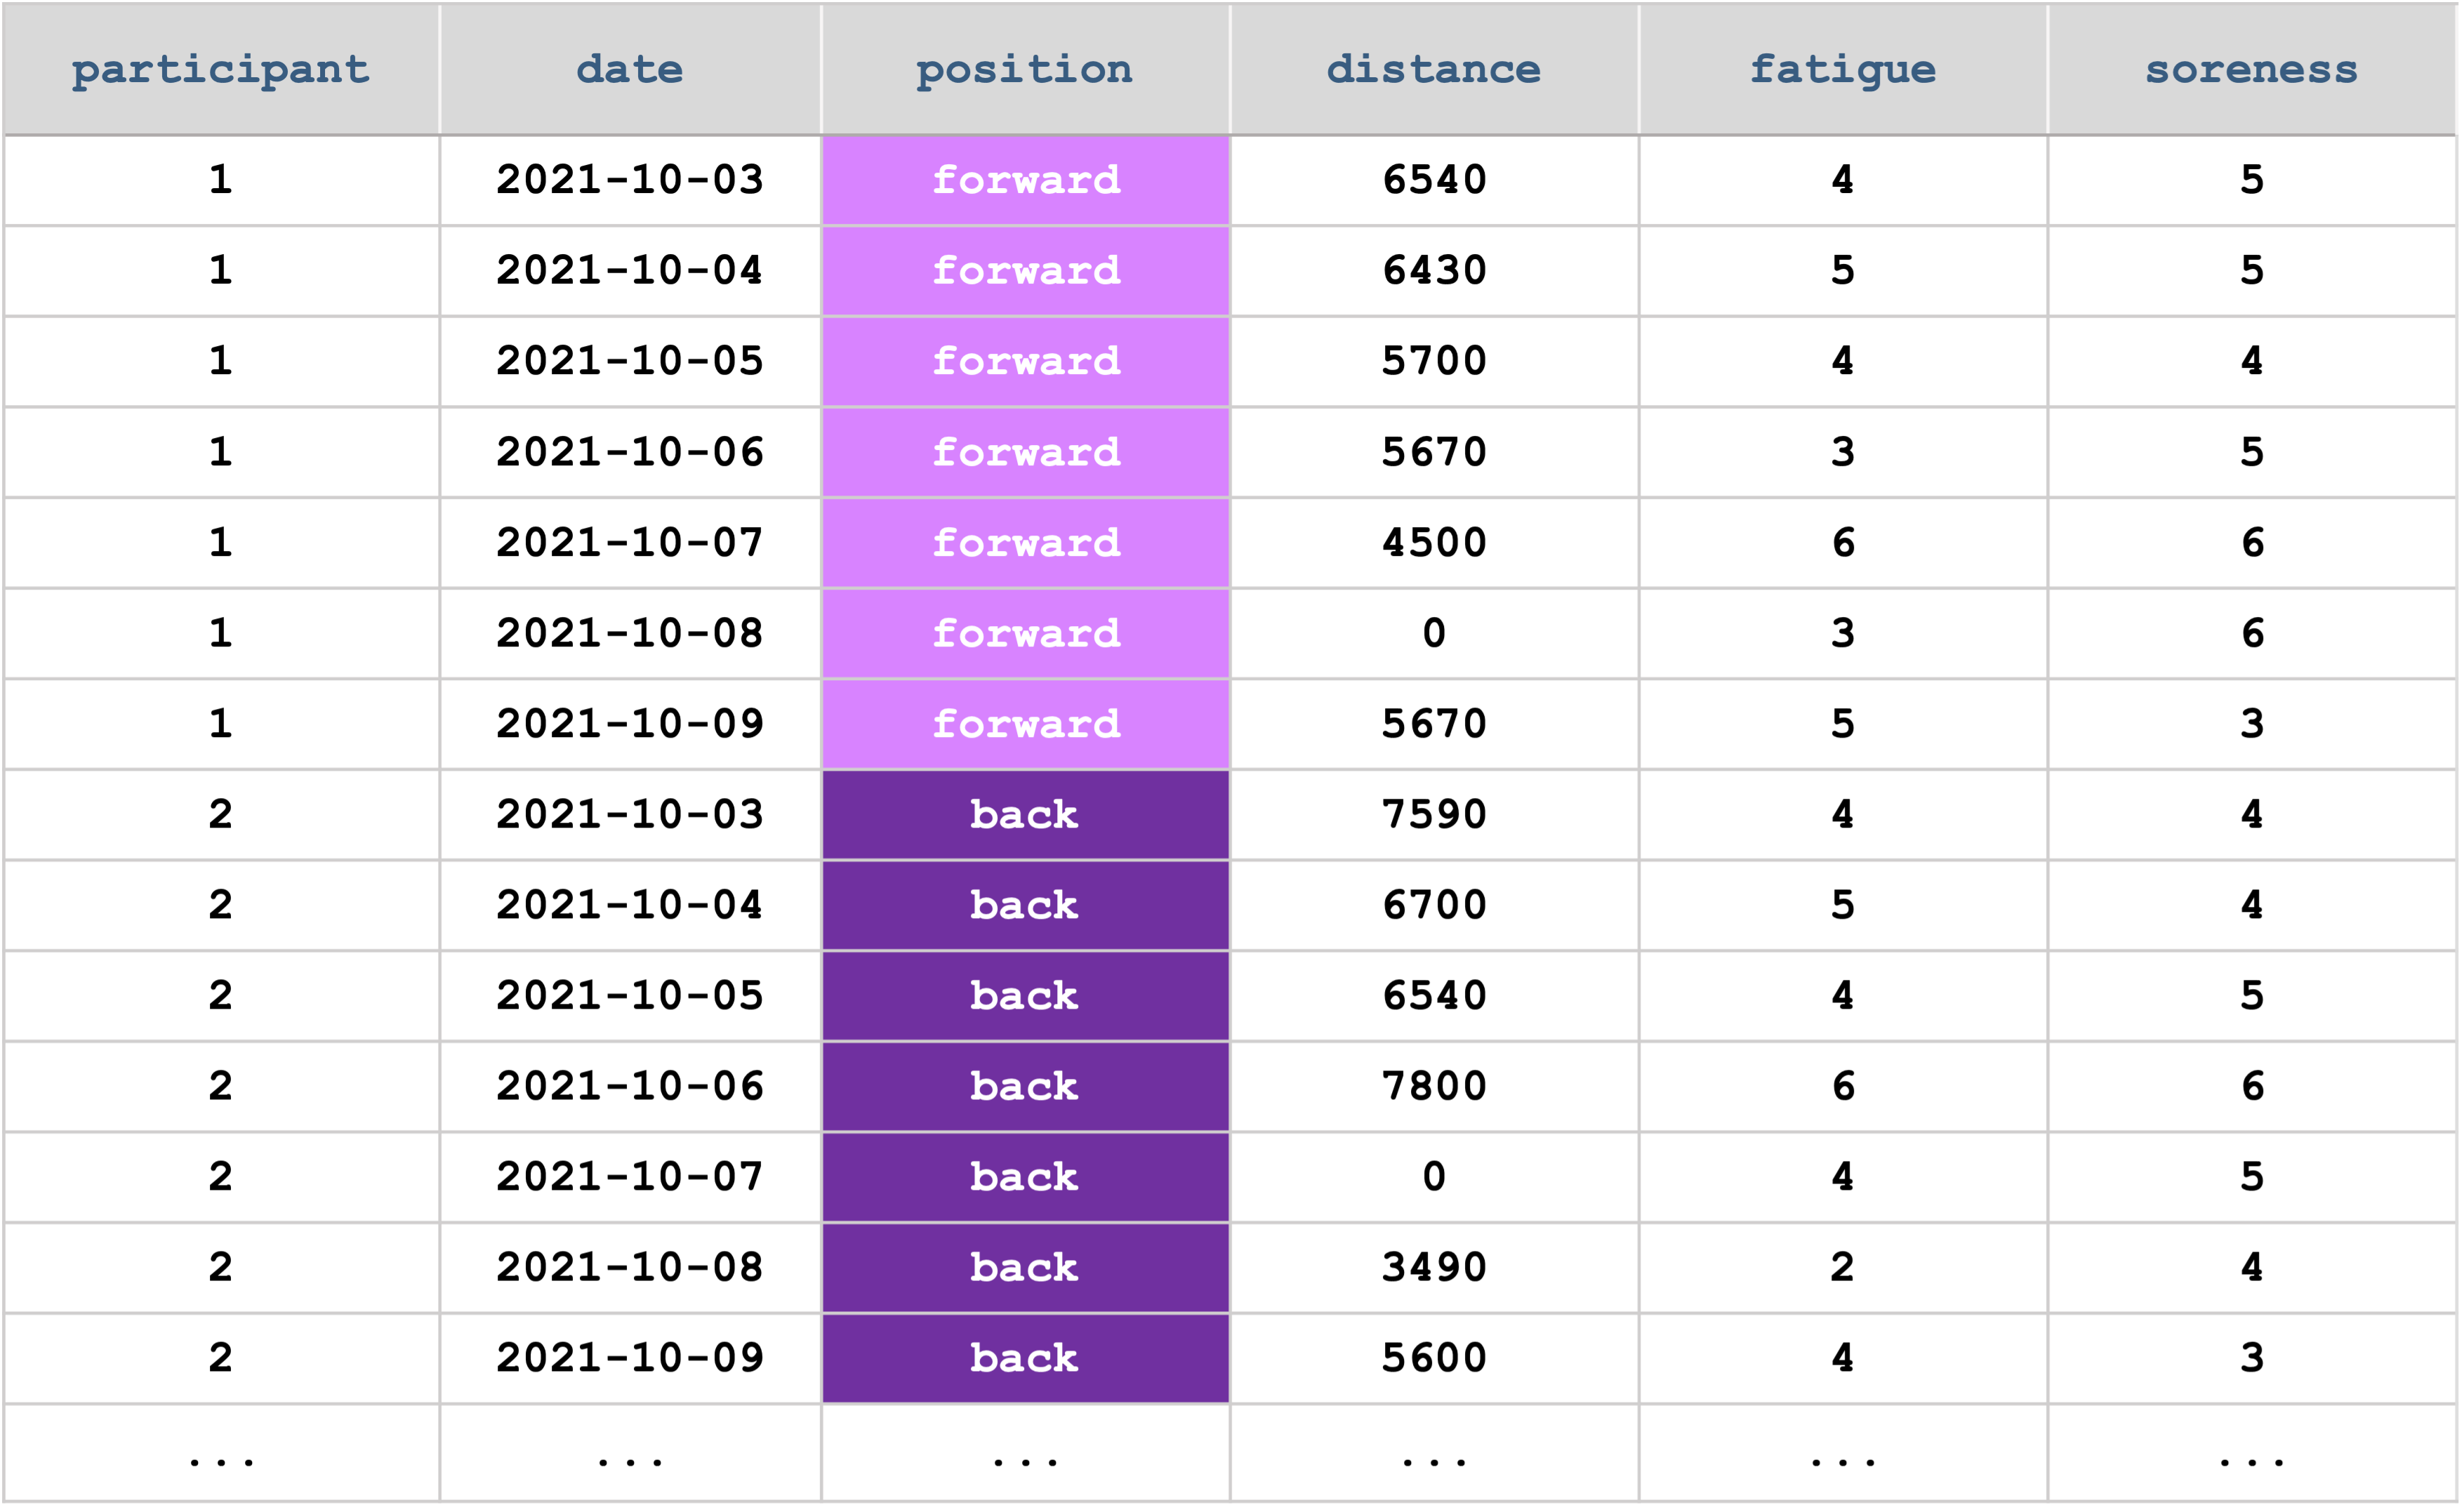 participant date position distance fatigue soreness
1 2021-10-03 forward 6540 4 5
1 2021-10-04 forward 6430 5 5
1 2021-10-05 forward 5700 4 4
1 2021-10-06 forward 5670 3 5
1 2021-10-07 forward 4500 6 6
1 2021-10-08 forward 0 3 6
1 2021-10-09 forward 5670 5 3
2 2021-10-03 back 7590 4 4
2 2021-10-04 back 6700 5 4
2 2021-10-05 back 6540 4 5
2 2021-10-06 back 7800 6 6
2 2021-10-07 back 0 4 5
2 2021-10-08 back 3490 2 4
2 2021-10-09 back 5600 4 3
... ... ... ... ... ...